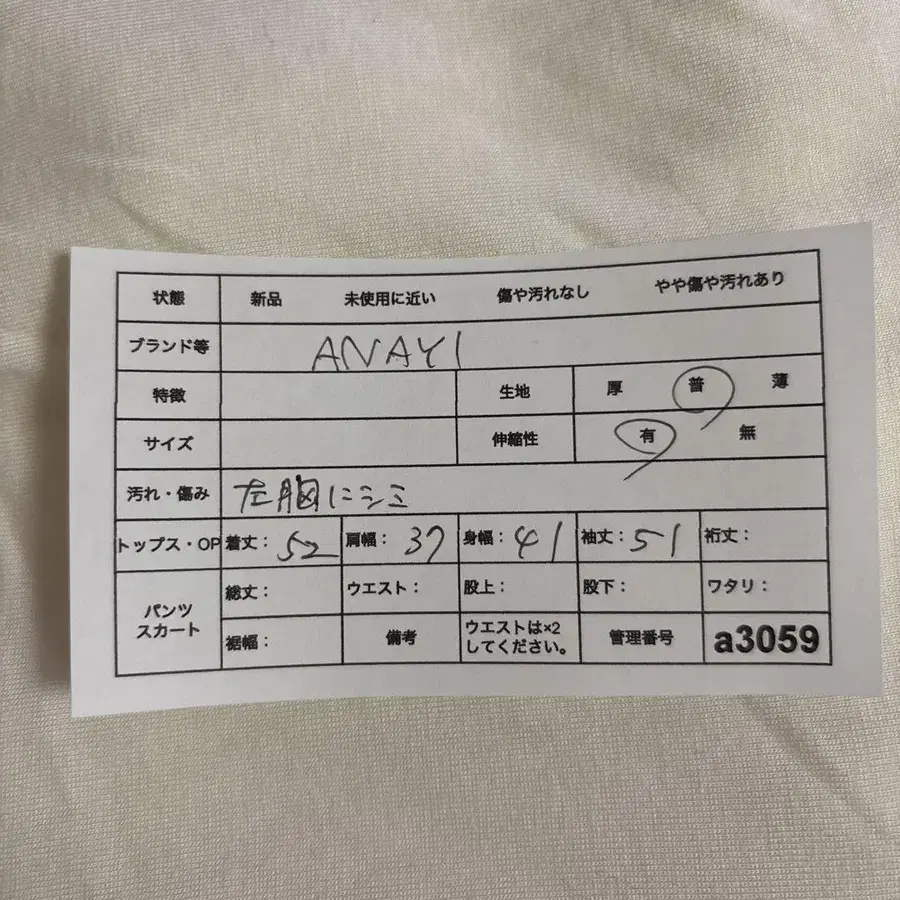 状態 新品 未使用に近い 傷や汚れなし やや傷や汚れあり
ブランド等 ANAYI
特徴 生地 厚 普 薄
サイズ 伸縮性 有 無
汚れ・傷み 左胸にシミ
トップス・OP 着丈: 52 肩幅: 37 身幅: 41 袖丈: 51 裄丈:
パンツ
スカート
総丈: ウエスト: 股上: 股下: ワタリ:
裾幅: 備考 ウエストは×2
してください。 管理番号 a3059